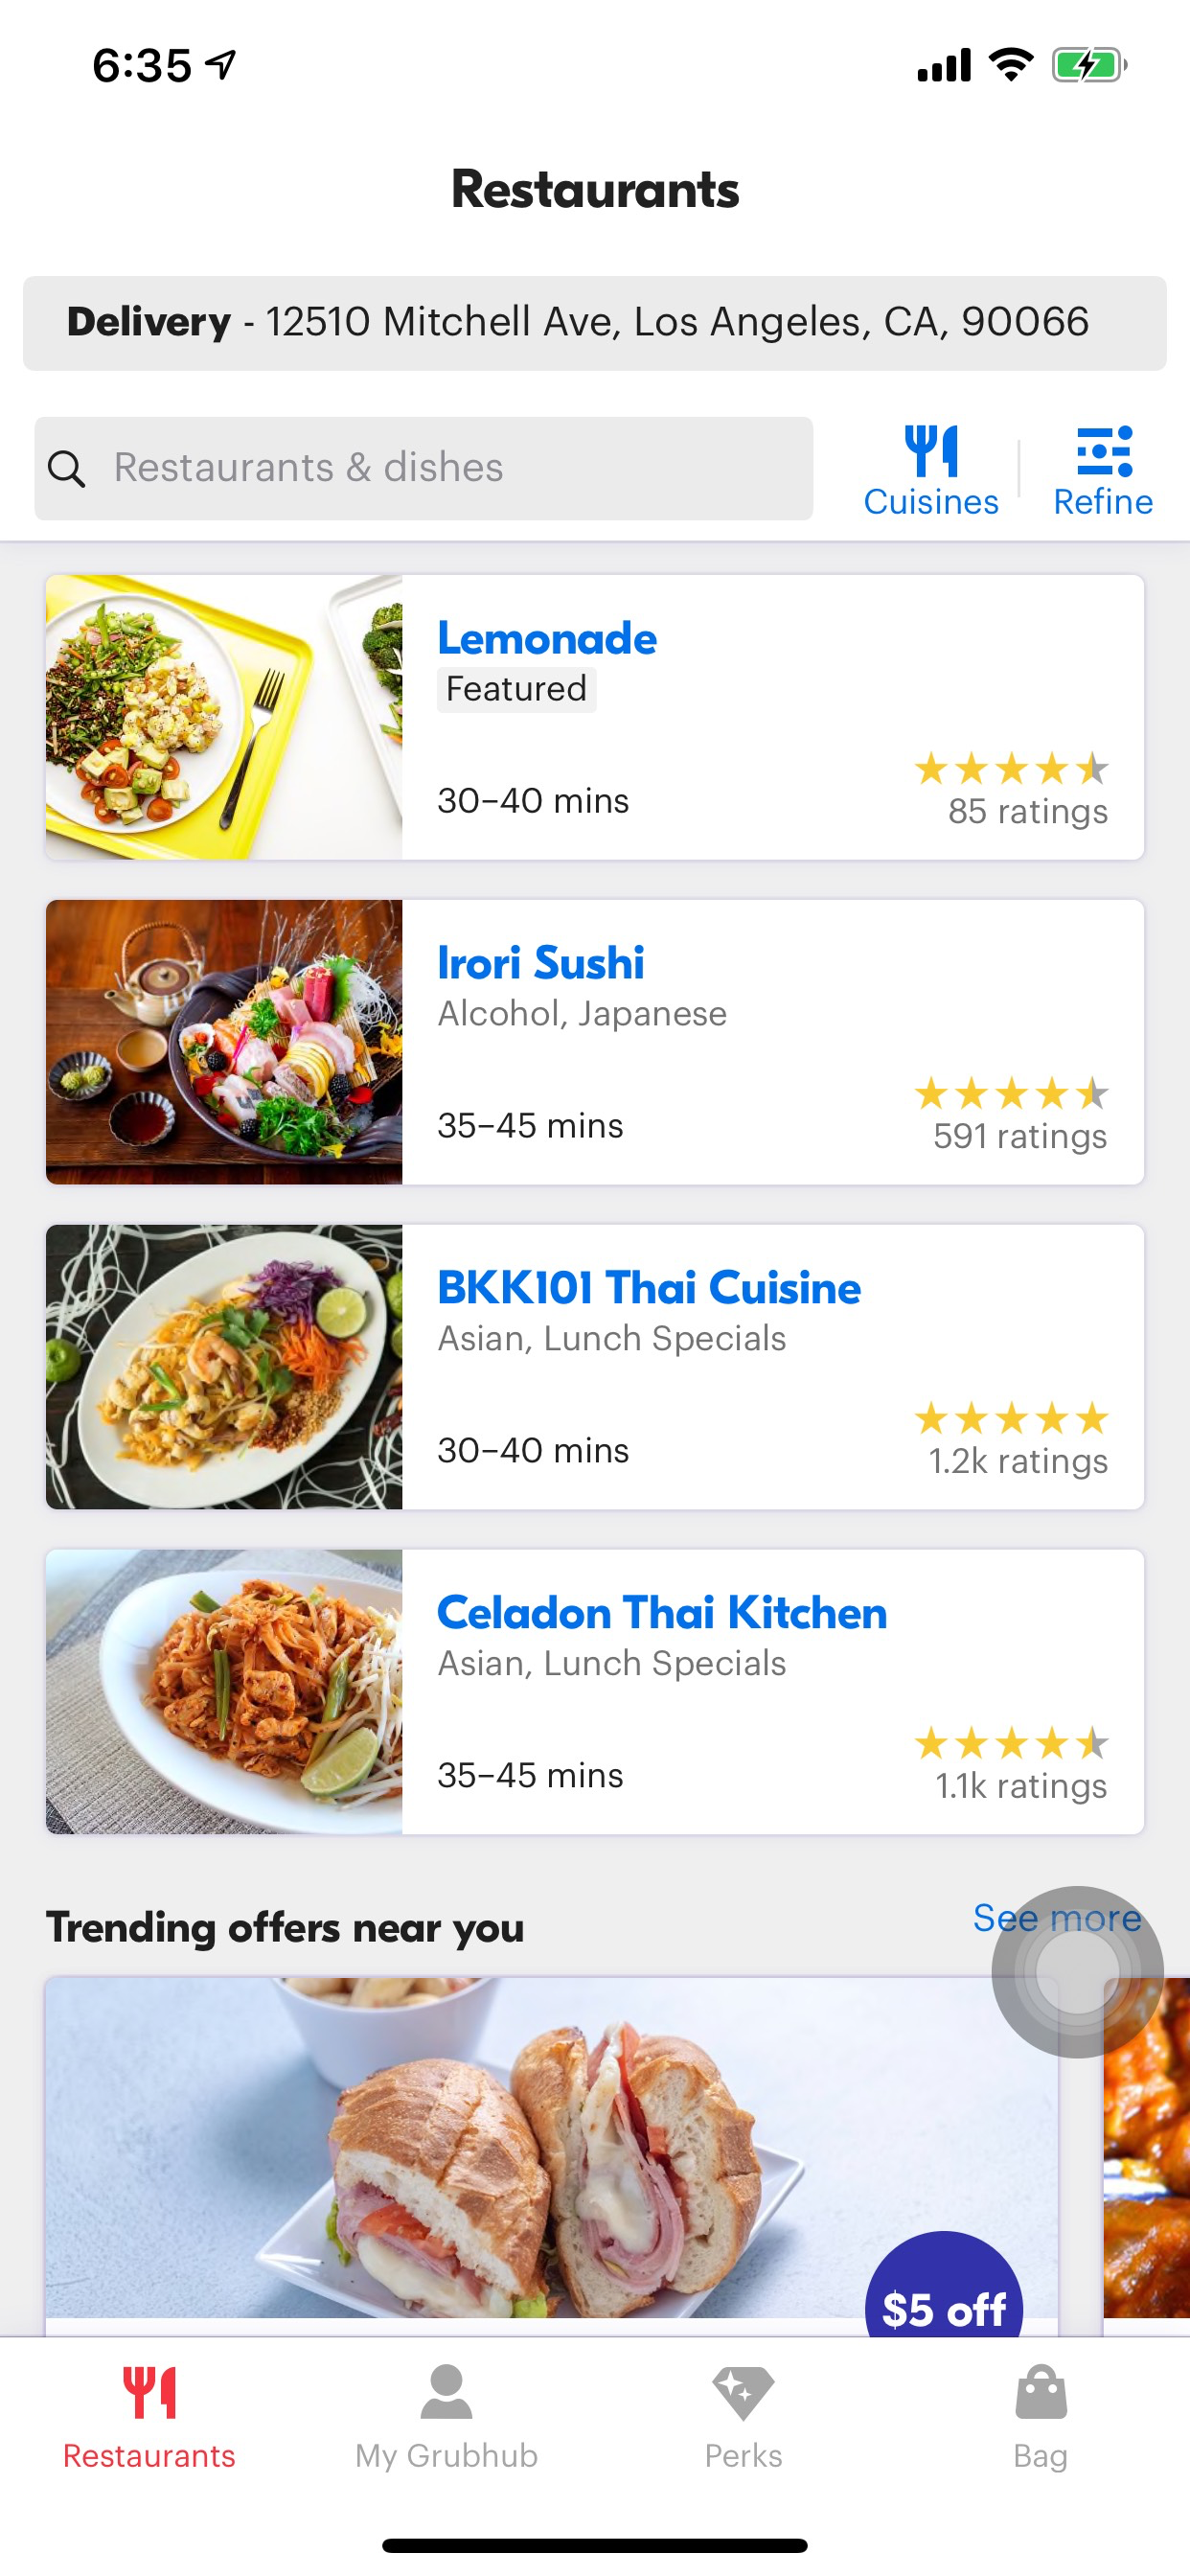 6:35
Restaurants
Delivery - 12510 Mitchell Ave, Los Angeles, CA, 90066
Restaurants & dishes
Cuisines
Refine
Lemonade
Featured
30–40 mins
85 ratings
Irori Sushi
Alcohol, Japanese
35–45 mins
591 ratings
BKK101 Thai Cuisine
Asian, Lunch Specials
30–40 mins
1.2k ratings
Celadon Thai Kitchen
Asian, Lunch Specials
35–45 mins
1.1k ratings
Trending offers near you
See more
$5 off
Restaurants
My Grubhub
Perks
Bag